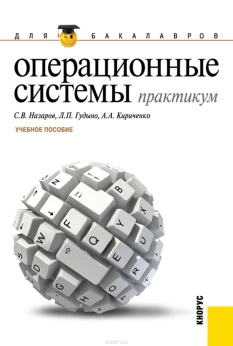 ДЛЯ БАКАЛАВРОВ
ОПЕРАЦИОННЫЕ
СИСТЕМЫ ПРАКТИКУМ
С.В. Назаров, Л.П. Гудыно, А.А. Кириченко
УЧЕБНОЕ ПОСОБИЕ
КНОРУС